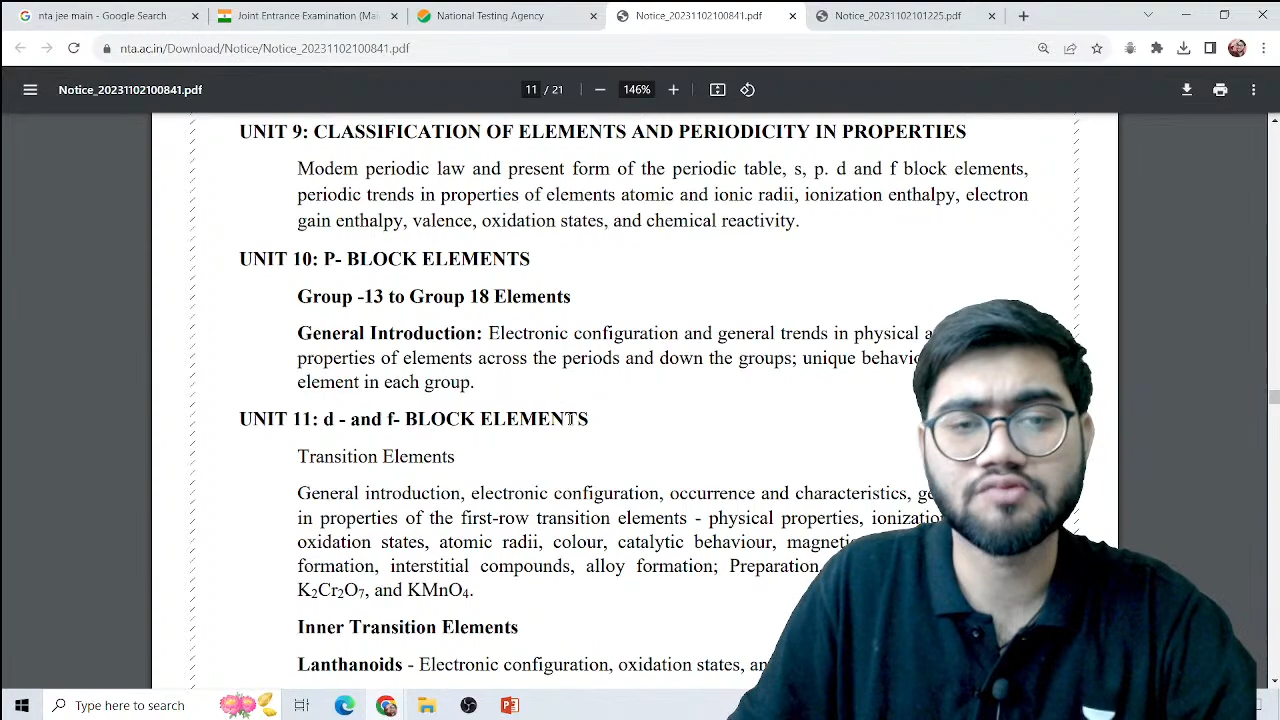 nta jee main - Google Search
Joint Entrance Examination (Mai
National Testing Agency
Notice_20231102100841.pdf
Notice_20231102101325.pdf
nta.ac.in/Download/Notice/Notice_20231102100841.pdf
Notice_20231102100841.pdf
11 / 21
146%
UNIT 9: CLASSIFICATION OF ELEMENTS AND PERIODICITY IN PROPERTIES
Modem periodic law and present form of the periodic table, s, p. d and f block elements,
periodic trends in properties of elements atomic and ionic radii, ionization enthalpy, electron
gain enthalpy, valence, oxidation states, and chemical reactivity.
UNIT 10: P- BLOCK ELEMENTS
Group -13 to Group 18 Elements
General Introduction: Electronic configuration and general trends in physical
properties of elements across the periods and down the groups; unique
element in each group.
UNIT 11: d - and f- BLOCK ELEMENTS
Transition Elements
General introduction, electronic configuration, occurrence and characteristics,
in properties of the first-row transition elements - physical properties,
oxidation states, atomic radii, colour, catalytic behaviour,
formation, interstitial compounds, alloy formation; Preparation,
K₂Cr₂O₇, and KMnO₄.
Inner Transition Elements
Lanthanoids - Electronic configuration, oxidation states,
Type here to search